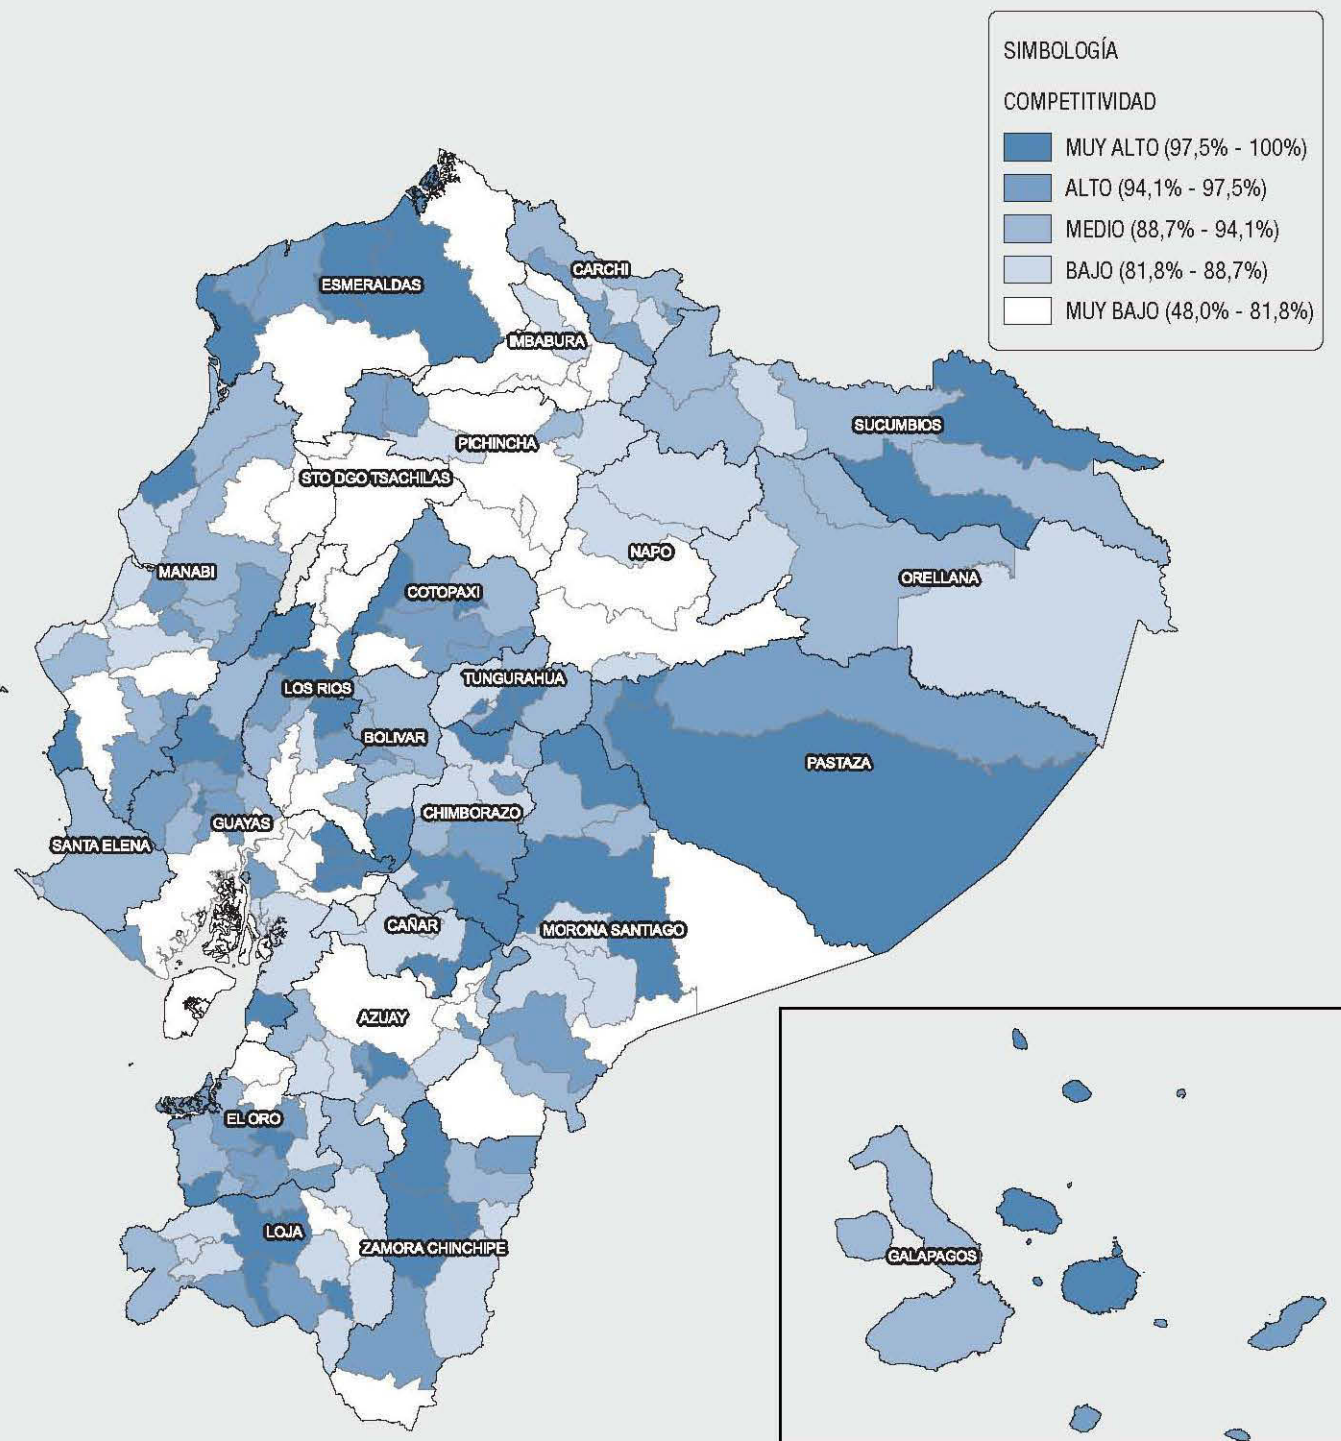 SIMBOLOGÍA
COMPETITIVIDAD
MUY ALTO (97,5% - 100%)
ALTO (94,1% - 97,5%)
MEDIO (88,7% - 94,1%)
BAJO (81,8% - 88,7%)
MUY BAJO (48,0% - 81,8%)
CARCHI
ESMERALDAS
IMBABURA
SUCUMBIOS
PICHINCHA
STO DGO TSACHILAS
NAPO
MANABI
ORELLANA
COTOPAXI
TUNGURAHUA
LOS RIOS
BOLIVAR
PASTAZA
CHIMBORAZO
GUAYAS
SANTA ELENA
CAÑAR
MORONA SANTIAGO
AZUAY
EL ORO
LOJA
ZAMORA CHINCHIPE
GALAPAGOS